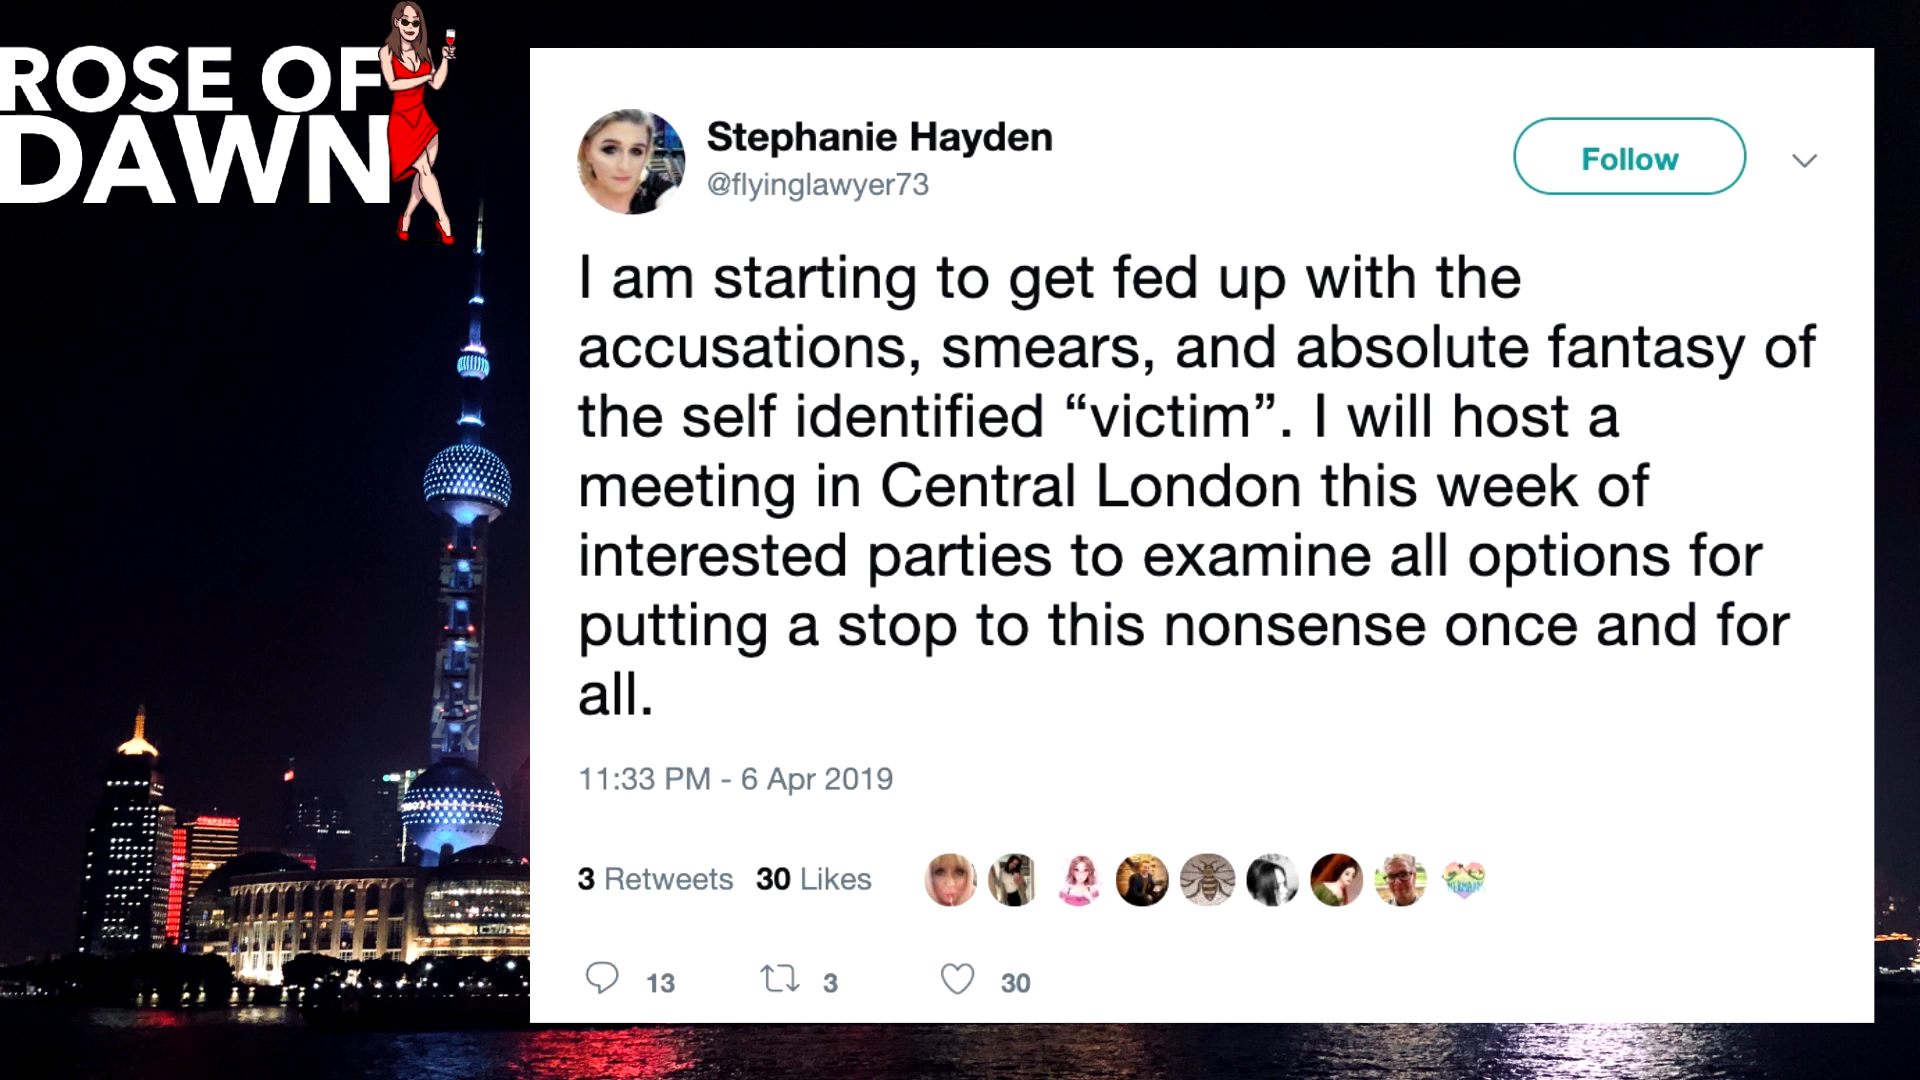 ROSE OF
DAWN
Stephanie Hayden
@flyinglawyer73
Follow
I am starting to get fed up with the
accusations, smears, and absolute fantasy of
the self identified “victim”. I will host a
meeting in Central London this week of
interested parties to examine all options for
putting a stop to this nonsense once and for
all.
11:33 PM - 6 Apr 2019
3 Retweets 30 Likes
MERMAIDS
13 3 30